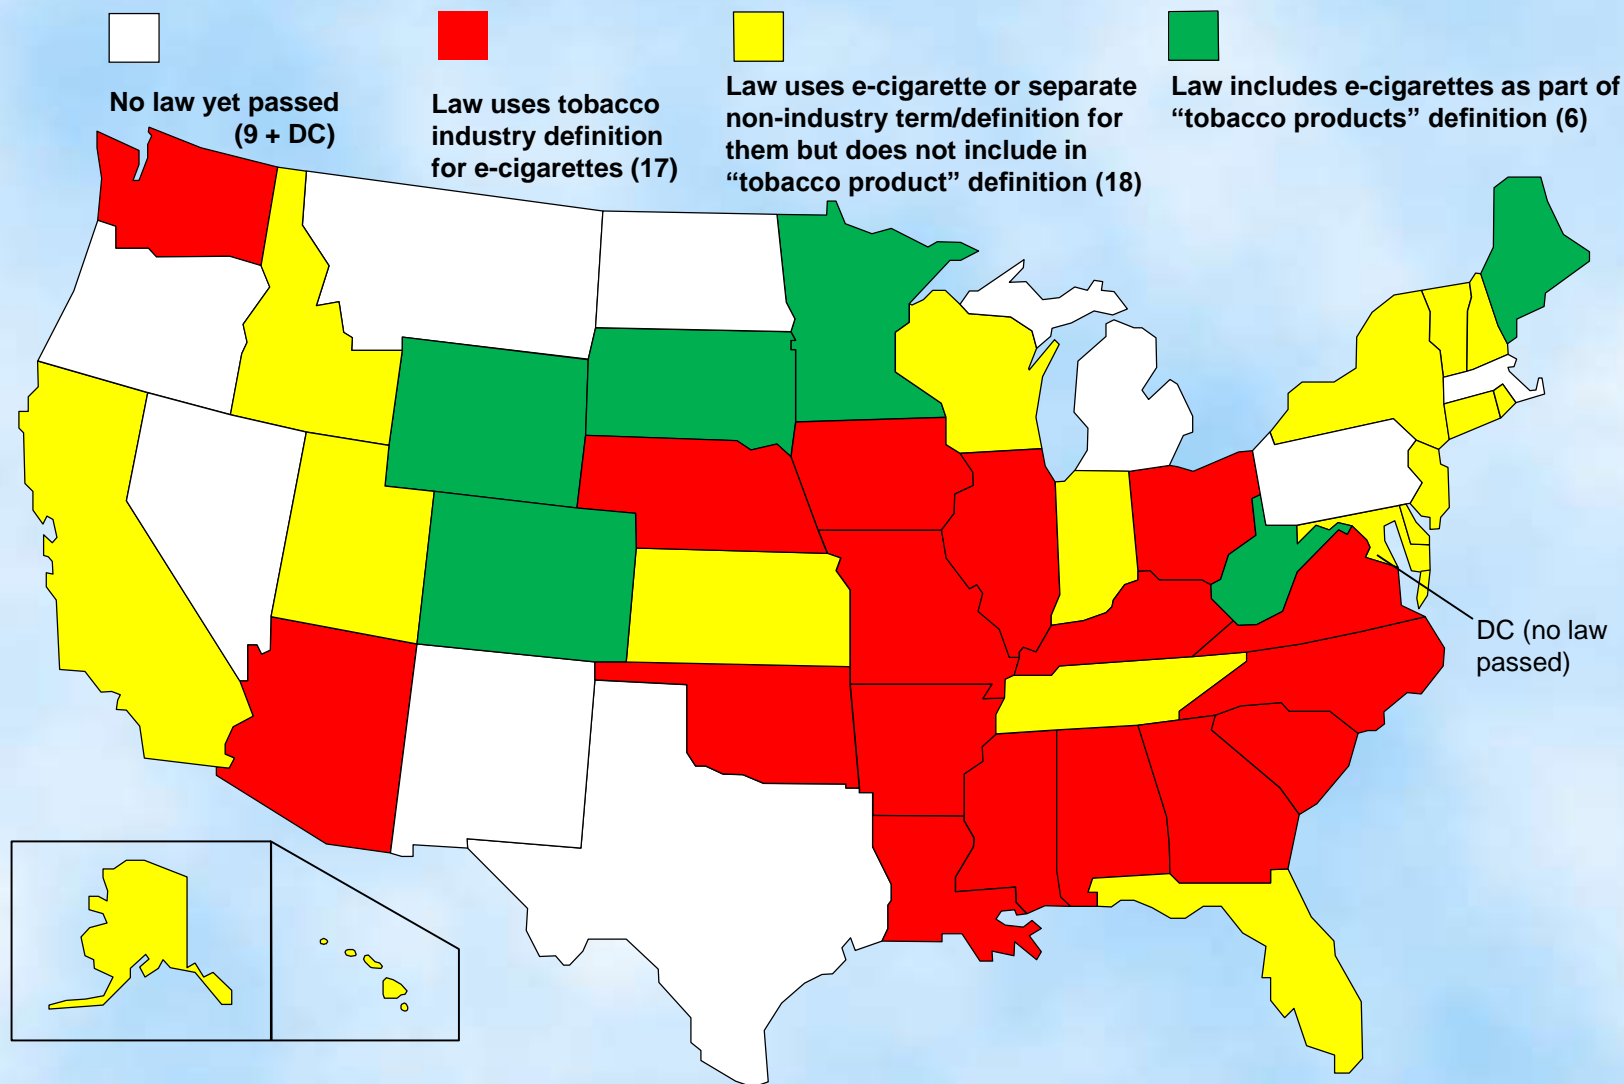 No law yet passed
(9 + DC)
Law uses tobacco
industry definition
for e-cigarettes (17)
Law uses e-cigarette or separate
non-industry term/definition for
them but does not include in
“tobacco product” definition (18)
Law includes e-cigarettes as part of
“tobacco products” definition (6)
DC (no law
passed)